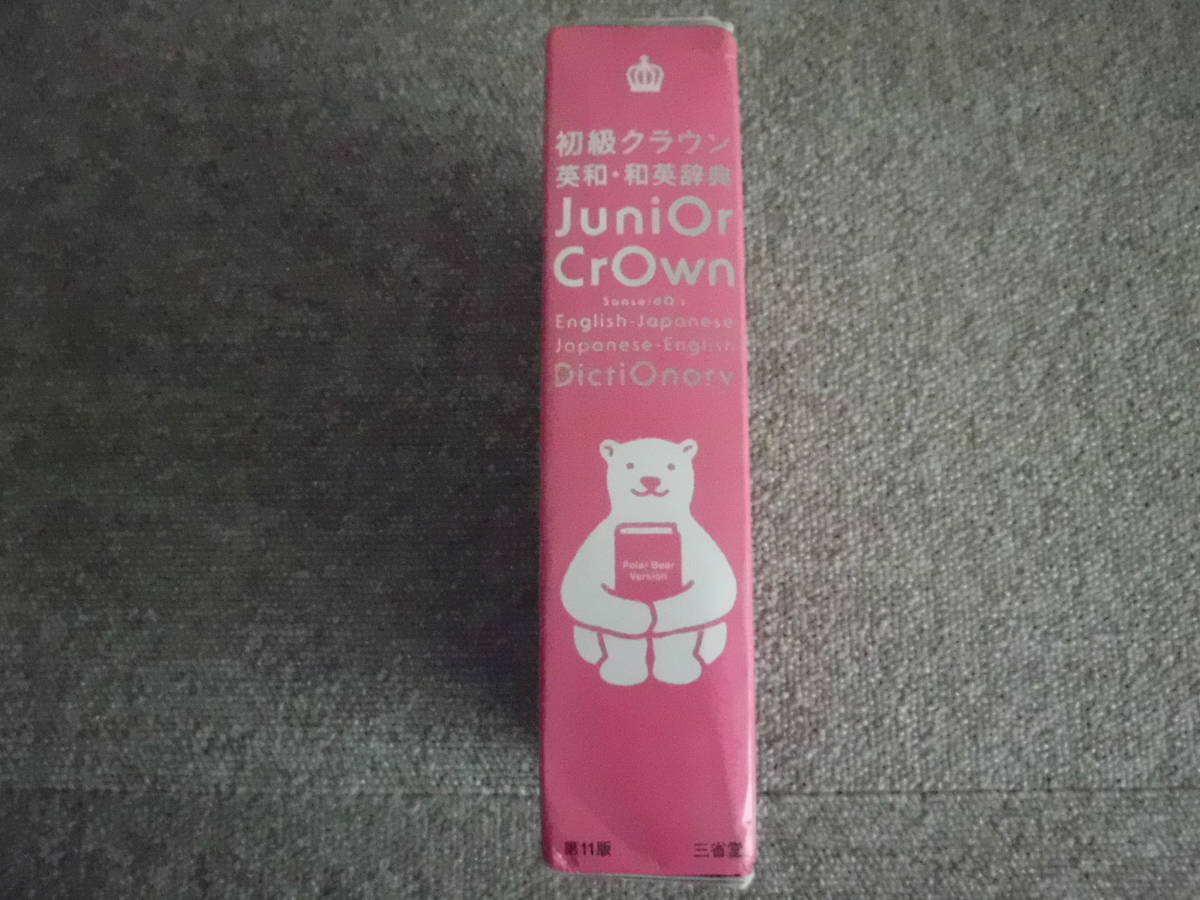 初級クラウン
英和・和英辞典
JuniOr
CrOwn
SanseidO's
English-Japanese
Japanese-English
DictiOnary
Polar Bear
Version
第11版 三省堂